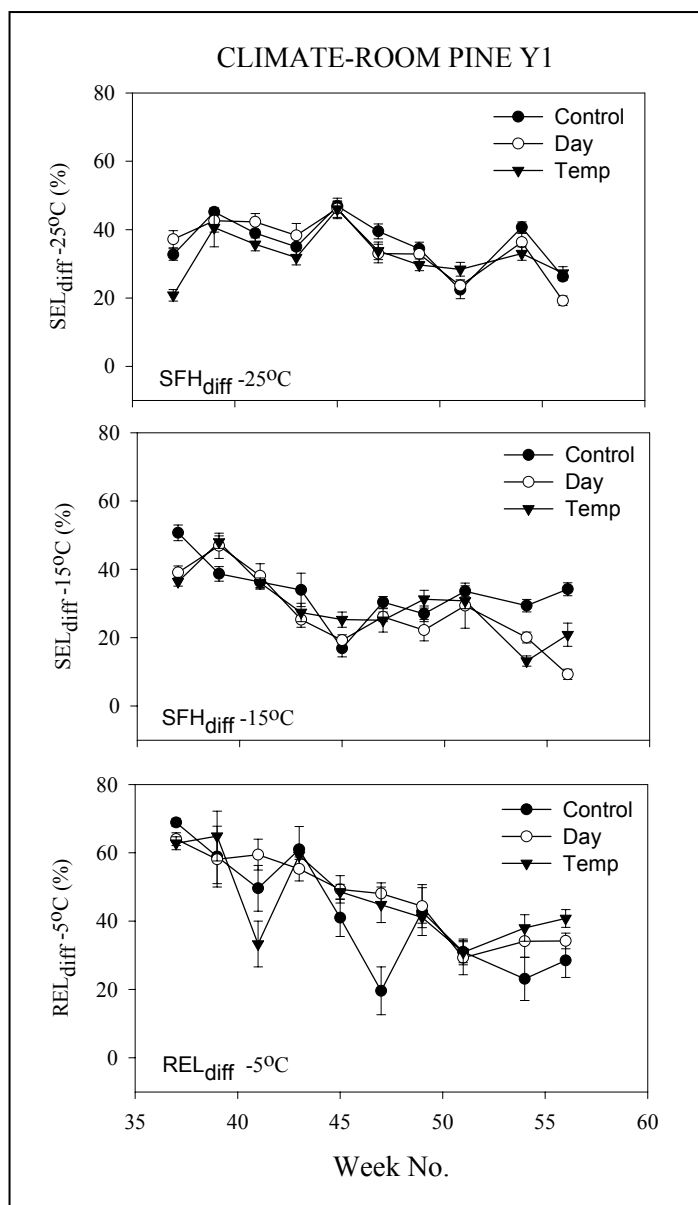 CLIMATE-ROOM PINE Y1
80
60
40
20
0
SELdiff -25ºC (%)
Control
Day
Temp
SFHdiff -25ºC
80
60
40
20
0
SELdiff -15ºC (%)
Control
Day
Temp
SFHdiff -15ºC
80
60
40
20
0
RELdiff -5ºC (%)
Control
Day
Temp
RELdiff -5ºC
35 40 45 50 55 60
Week No.